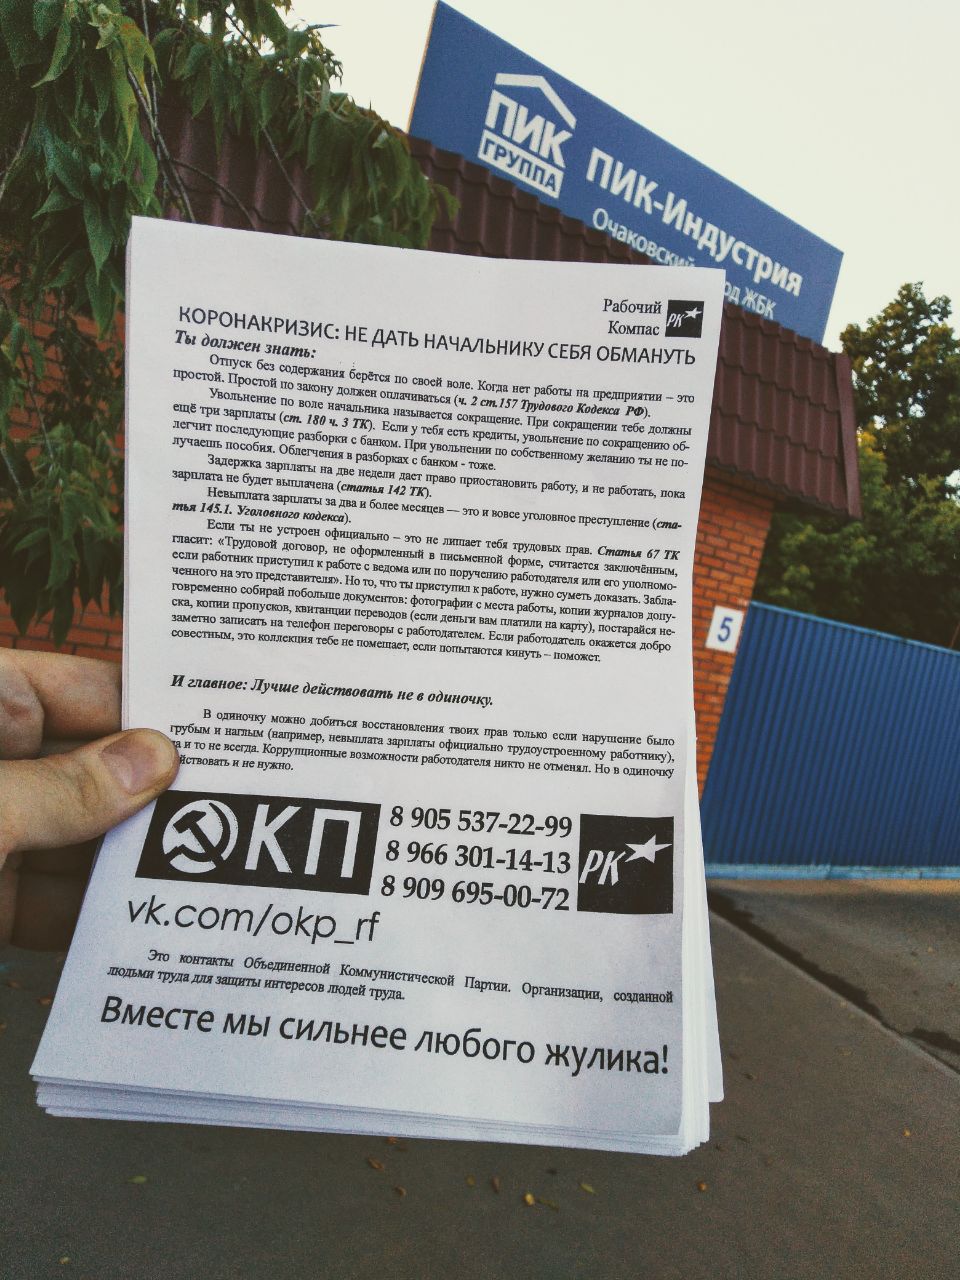 ПИК
ГРУППА
ПИК-Индустрия
Очаковский
ЖБК
5
Рабочий
Компас
РК
КОРОНАКРИЗИС: НЕ ДАТЬ НАЧАЛЬНИКУ СЕБЯ ОБМАНУТЬ
Ты должен знать:
Отпуск без содержания берётся по своей воле. Когда нет работы на предприятии – это
простой. Простой по закону должен оплачиваться (ч. 2 ст.157 Трудового Кодекса РФ).
Увольнение по воле начальника называется сокращение. При сокращении тебе должны
ещё три зарплаты (ст. 180 ч. 3 ТК). Если у тебя есть кредиты, увольнение по сокращению об-
легчит последующие разборки с банком. При увольнении по собственному желанию ты не по-
лучаешь пособия. Облегчения в разборках с банком - тоже.
Задержка зарплаты на две недели дает право приостановить работу, и не работать, пока
зарплата не будет выплачена (статья 142 ТК).
Невыплата зарплаты за два и более месяцев — это и вовсе уголовное преступление (ста-
тья 145.1. Уголовного кодекса).
Если ты не устроен официально – это не лишает тебя трудовых прав. Статья 67 ТК
гласит: «Трудовой договор, не оформленный в письменной форме, считается заключённым,
если работник приступил к работе с ведома или по поручению работодателя или его уполномо-
ченного на это представителя». Но то, что ты приступил к работе, нужно суметь доказать. Забла-
говременно собирай побольше документов: фотографии с места работы, копии журналов допу-
ска, копии пропусков, квитанции переводов (если деньги вам платили на карту), постарайся не-
заметно записать на телефон переговоры с работодателем. Если работодатель окажется добро
совестным, это коллекция тебе не помешает, если попытаются кинуть – поможет.
И главное: Лучше действовать не в одиночку.
В одиночку можно добиться восстановления твоих прав только если нарушение было
грубым и наглым (например, невыплата зарплаты официально трудоустроенному работнику),
и то не всегда. Коррупционные возможности работодателя никто не отменял. Но в одиночку
йствовать и не нужно.
ОКП
8 905 537-22-99
8 966 301-14-13
8 909 695-00-72
РК
vk.com/okp_rf
Это контакты Объединенной Коммунистической Партии. Организации, созданной
людьми труда для защиты интересов людей труда.
Вместе мы сильнее любого жулика!